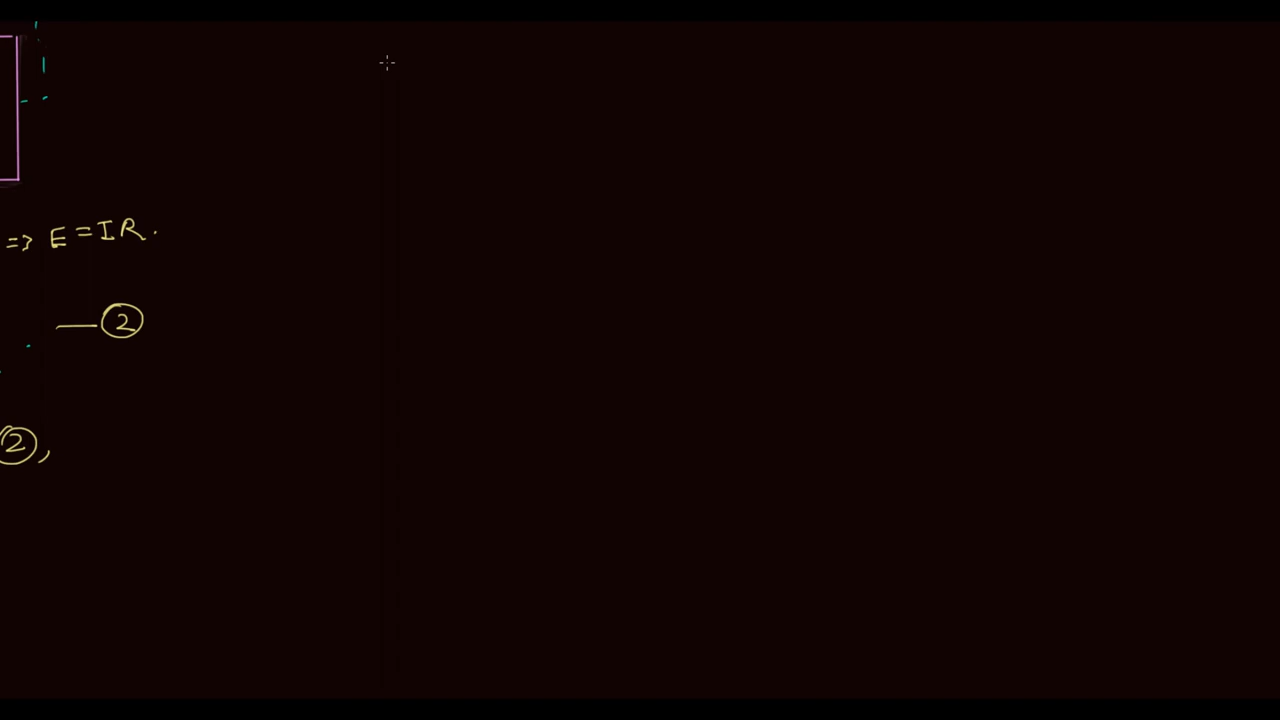 => E = IR.
—②
②,